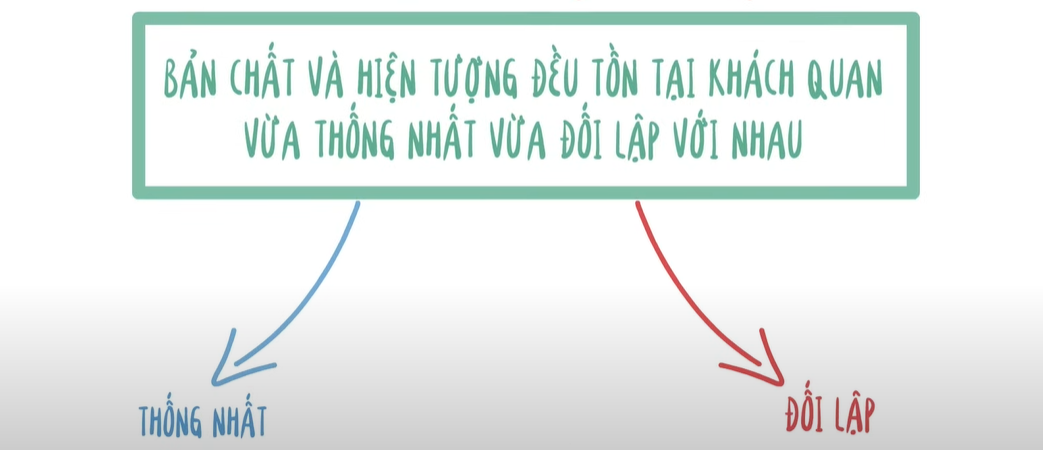 BẢN CHẤT VÀ HIỆN TƯỢNG ĐỀU TỒN TẠI KHÁCH QUAN
VỪA THỐNG NHẤT VỪA ĐỐI LẬP VỚI NHAU
THỐNG NHẤT
ĐỐI LẬP